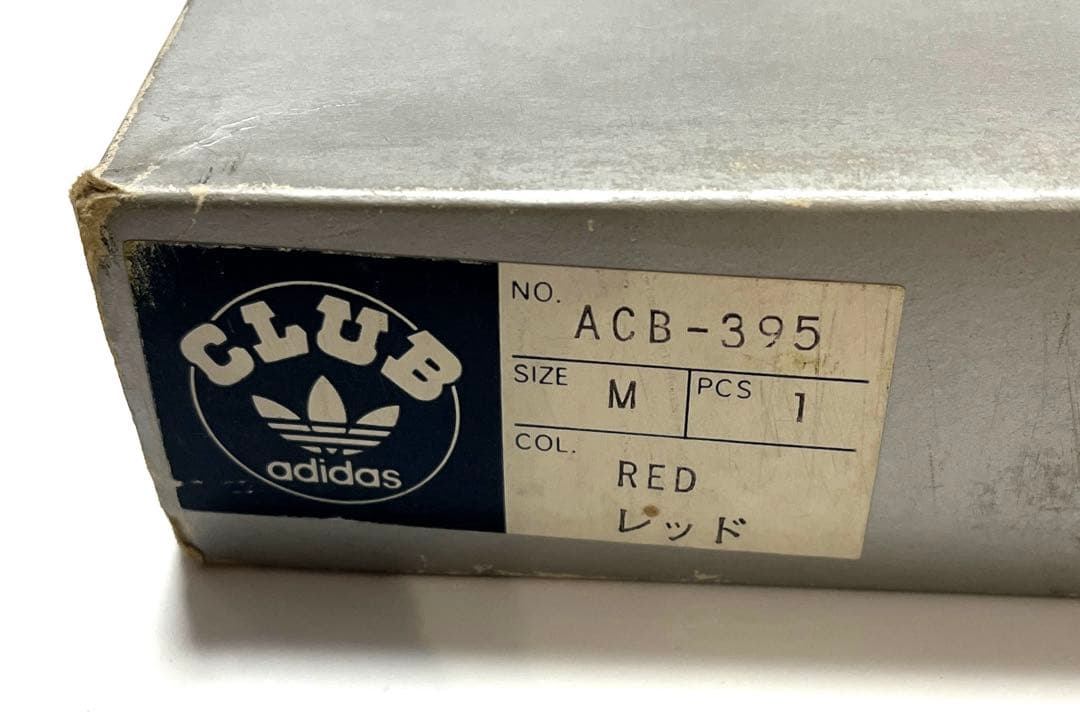 CLUB
adidas
NO. ACB-395
SIZE M PCS 1
COL. RED
レッド